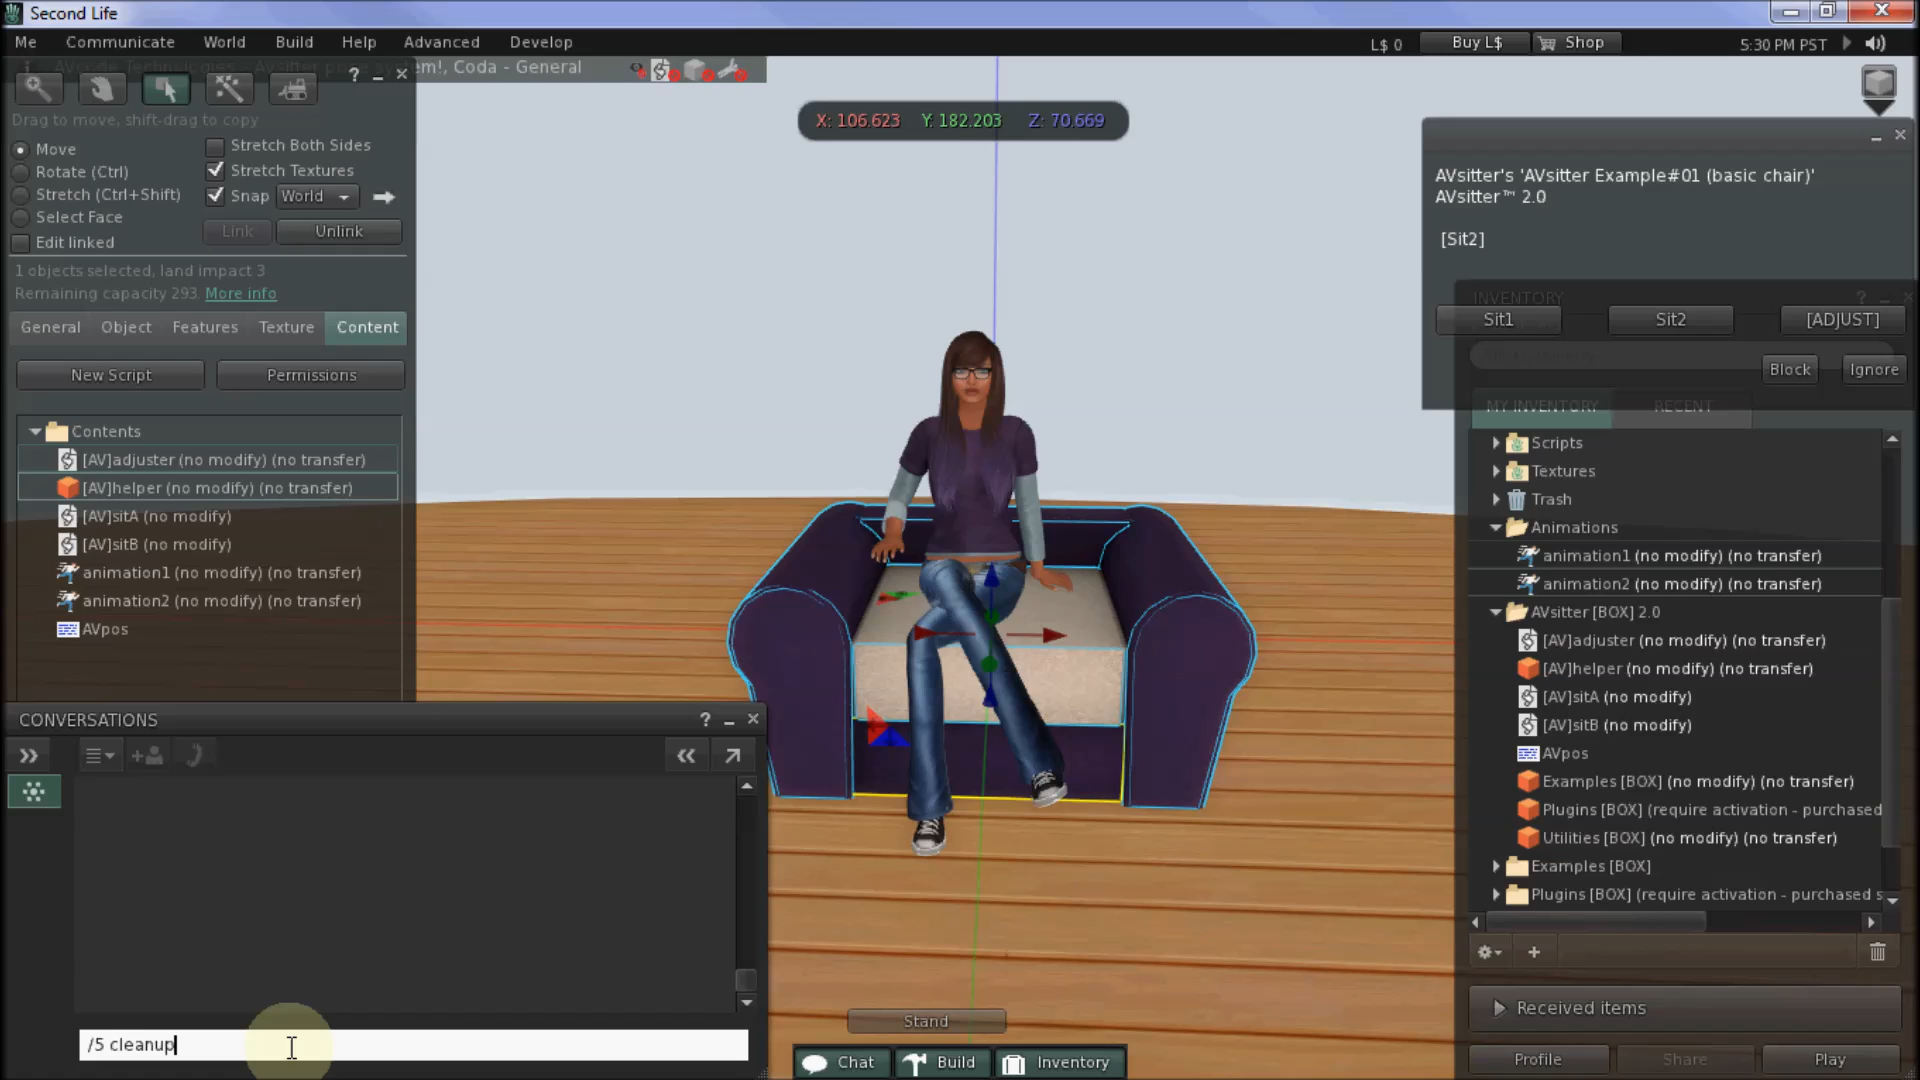 Second Life
Me Communicate World Build Help Advanced Develop
L$ 0 Buy L$ Shop 5:30 PM PST
m!, Coda - General
Drag to move, shift-drag to copy
Move
Rotate (Ctrl)
Stretch (Ctrl+Shift)
Select Face
Edit linked
Stretch Both Sides
Stretch Textures
Snap World
Link Unlink
1 objects selected, land impact 3
Remaining capacity 293. More info
General Object Features Texture Content
New Script Permissions
Contents
[AV]adjuster (no modify) (no transfer)
[AV]helper (no modify) (no transfer)
[AV]sitA (no modify)
[AV]sitB (no modify)
animation1 (no modify) (no transfer)
animation2 (no modify) (no transfer)
AVpos
CONVERSATIONS
/5 cleanup
X: 106.623 Y: 182.203 Z: 70.669
Stand
Chat Build Inventory
AVsitter's 'AVsitter Example#01 (basic chair)'
AVsitter™ 2.0
[Sit2]
INVENTORY
Sit1 Sit2 [ADJUST]
Block Ignore
MY INVENTORY RECENT
Scripts
Textures
Trash
Animations
animation1 (no modify) (no transfer)
animation2 (no modify) (no transfer)
AVsitter [BOX] 2.0
[AV]adjuster (no modify) (no transfer)
[AV]helper (no modify) (no transfer)
[AV]sitA (no modify)
[AV]sitB (no modify)
AVpos
Examples [BOX] (no modify) (no transfer)
Plugins [BOX] (require activation - purchased
Utilities [BOX] (no modify) (no transfer)
Examples [BOX]
Plugins [BOX] (require activation - purchased s
Received items
Profile Share Play